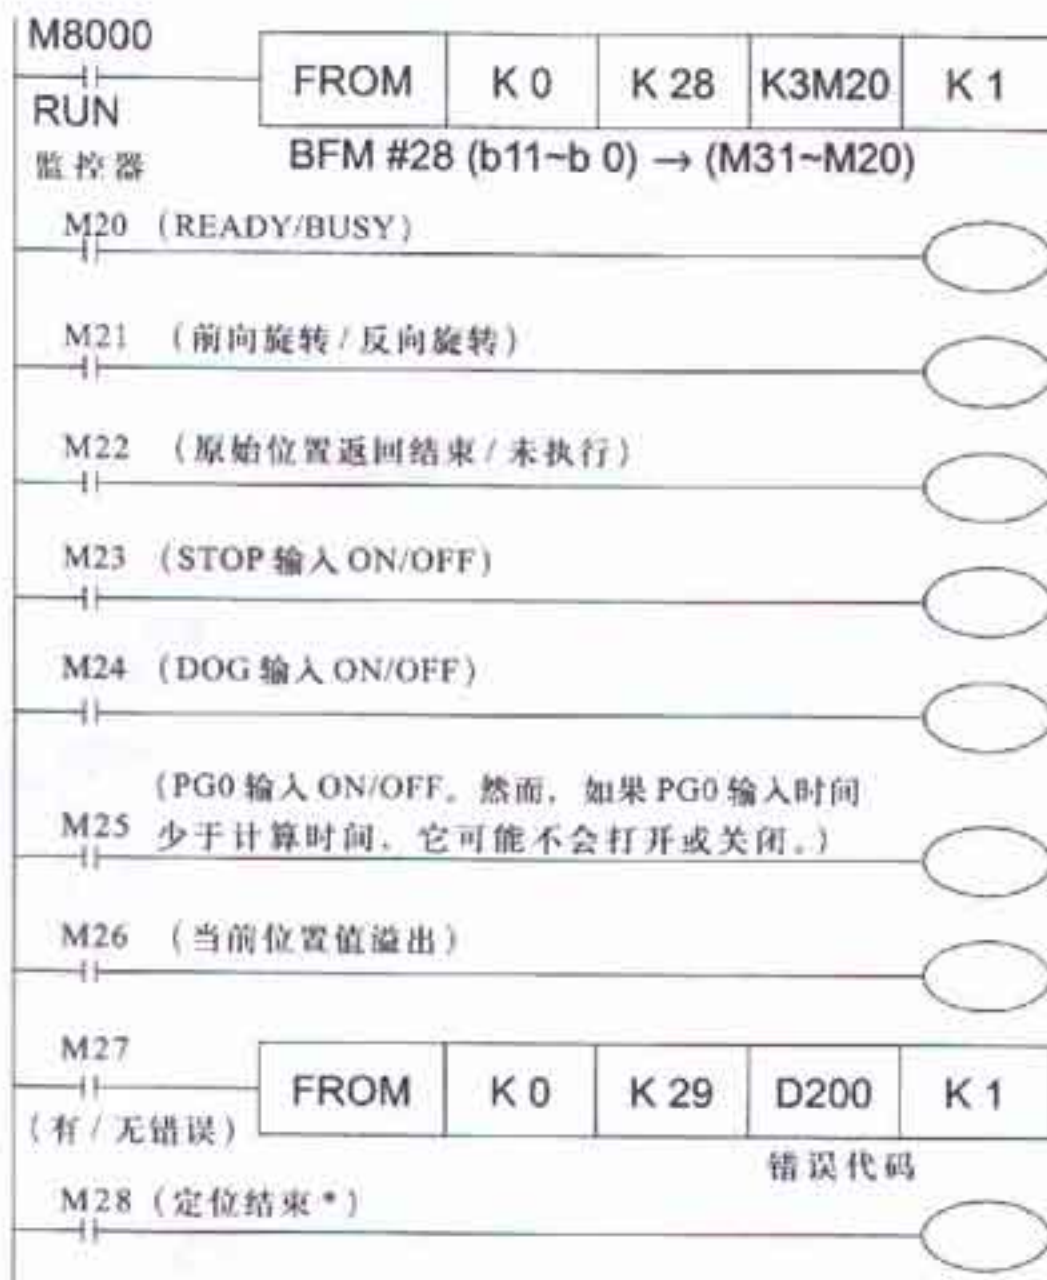 M8000
FROM K 0 K 28 K3M20 K 1
RUN
监控器
BFM #28 (b11~b 0) → (M31~M20)
M20 (READY/BUSY)
M21 (前向旋转/反向旋转)
M22 (原始位置返回结束/未执行)
M23 (STOP 输入 ON/OFF)
M24 (DOG 输入 ON/OFF)
(PG0 输入 ON/OFF。然而，如果 PG0 输入时间
M25 少于计算时间，它可能不会打开或关闭。)
M26 (当前位置值溢出)
M27
FROM K 0 K 29 D200 K 1
(有/无错误)
错误代码
M28 (定位结束*)